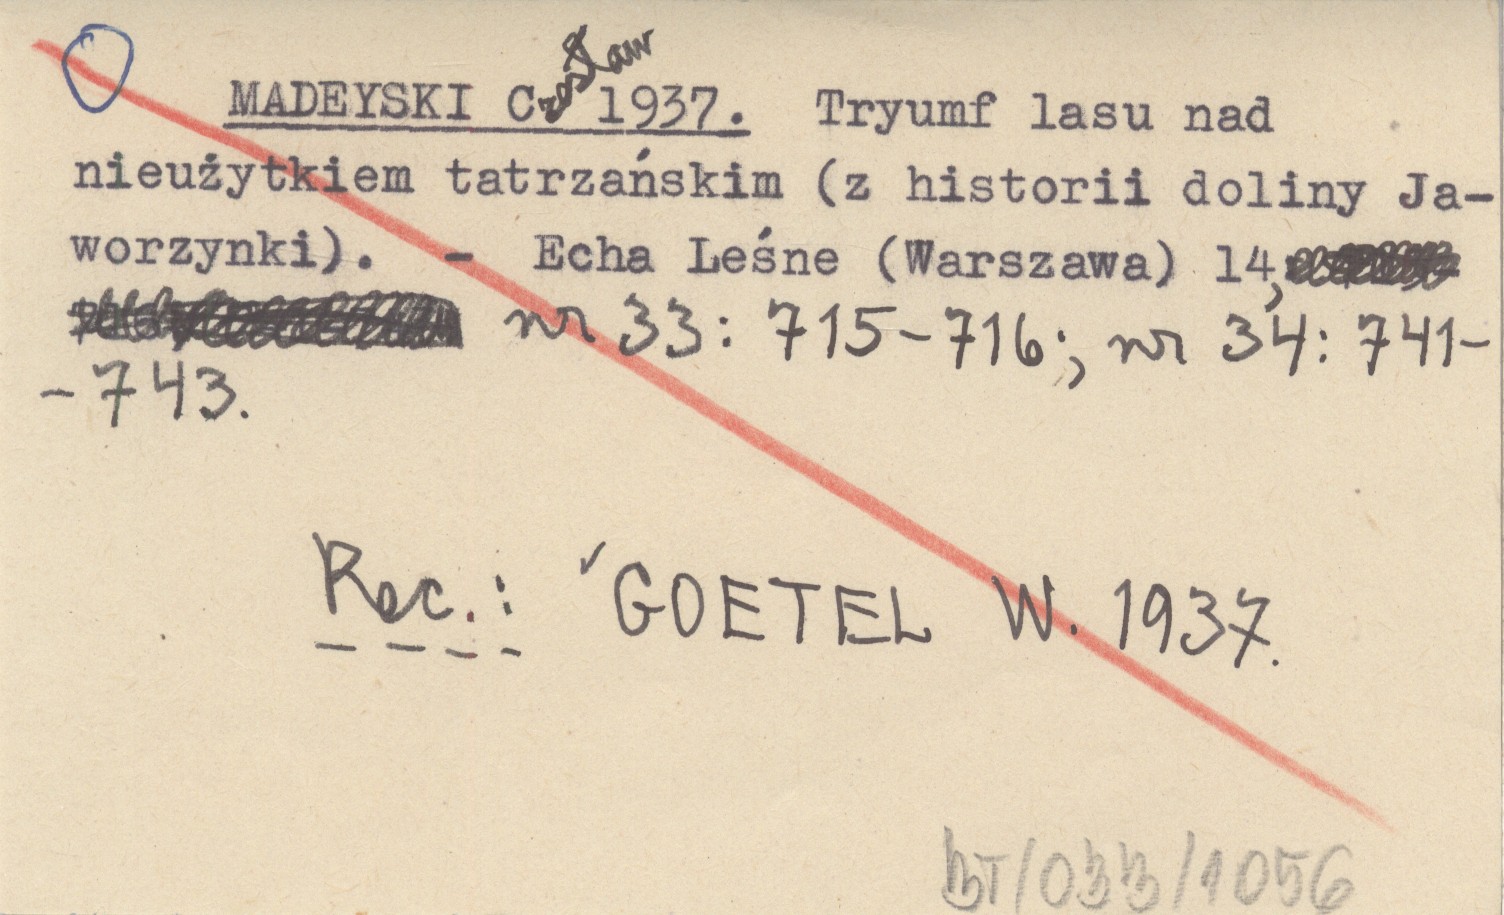 MADEYSKI Czesław 1937. Tryumf lasu nad
nieużytkiem tatrzańskim (z historii doliny Ja-
worzynki). - Echa Leśne (Warszawa) 14,
nr 33: 715-716; nr 34: 741-
-743.
Rec.: GOETEL W. 1937.
BT/033/1056